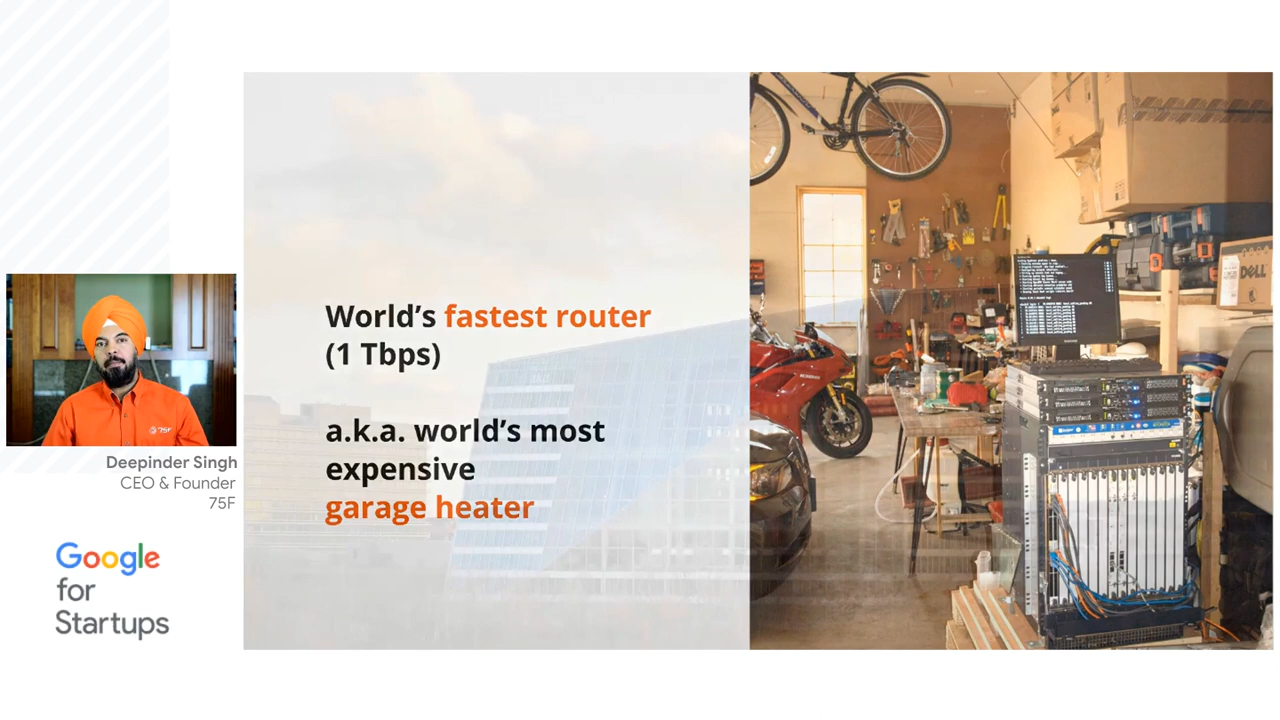 World's fastest router
(1 Tbps)
a.k.a. world's most
expensive
garage heater
DELL
75F
Deepinder Singh
CEO & Founder
75F
Google
for
Startups